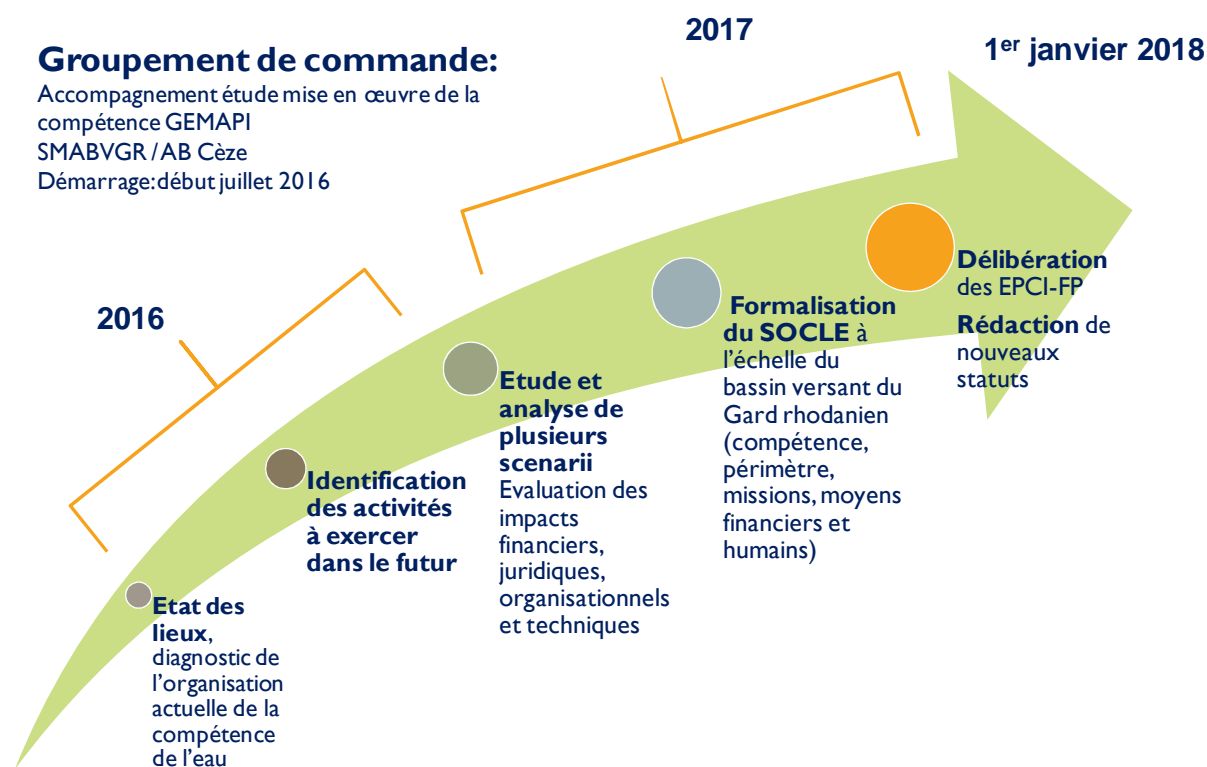 Groupement de commande:
Accompagnement étude mise en œuvre de la
compétence GEMAPI
SMABVGR / AB Cèze
Démarrage: début juillet 2016
2016
2017
1er janvier 2018
Etat des
lieux,
diagnostic de
l'organisation
actuelle de la
compétence
de l'eau
Identification
des activités
à exercer
dans le futur
Etude et
analyse de
plusieurs
scenarii
Evaluation des
impacts
financiers,
juridiques,
organisationnels
et techniques
Formalisation
du SOCLE à
l'échelle du
bassin versant du
Gard rhodanien
(compétence,
périmètre,
missions, moyens
financiers et
humains)
Délibération
des EPCI-FP
Rédaction de
nouveaux
statuts